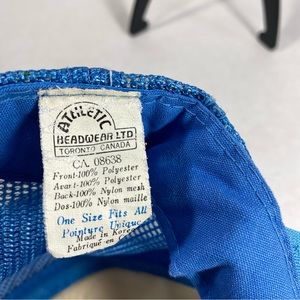 ATHLETIC
HEADWEAR LTD
TORONTO CANADA
CA 08638
Front-100% Polyester
Avant-100% Polyester
Back-100% Nylon mesh
Dos-100% Nylon maille
One Size Fits All
Pointure Unique
Made in Korea
Fabriqué en